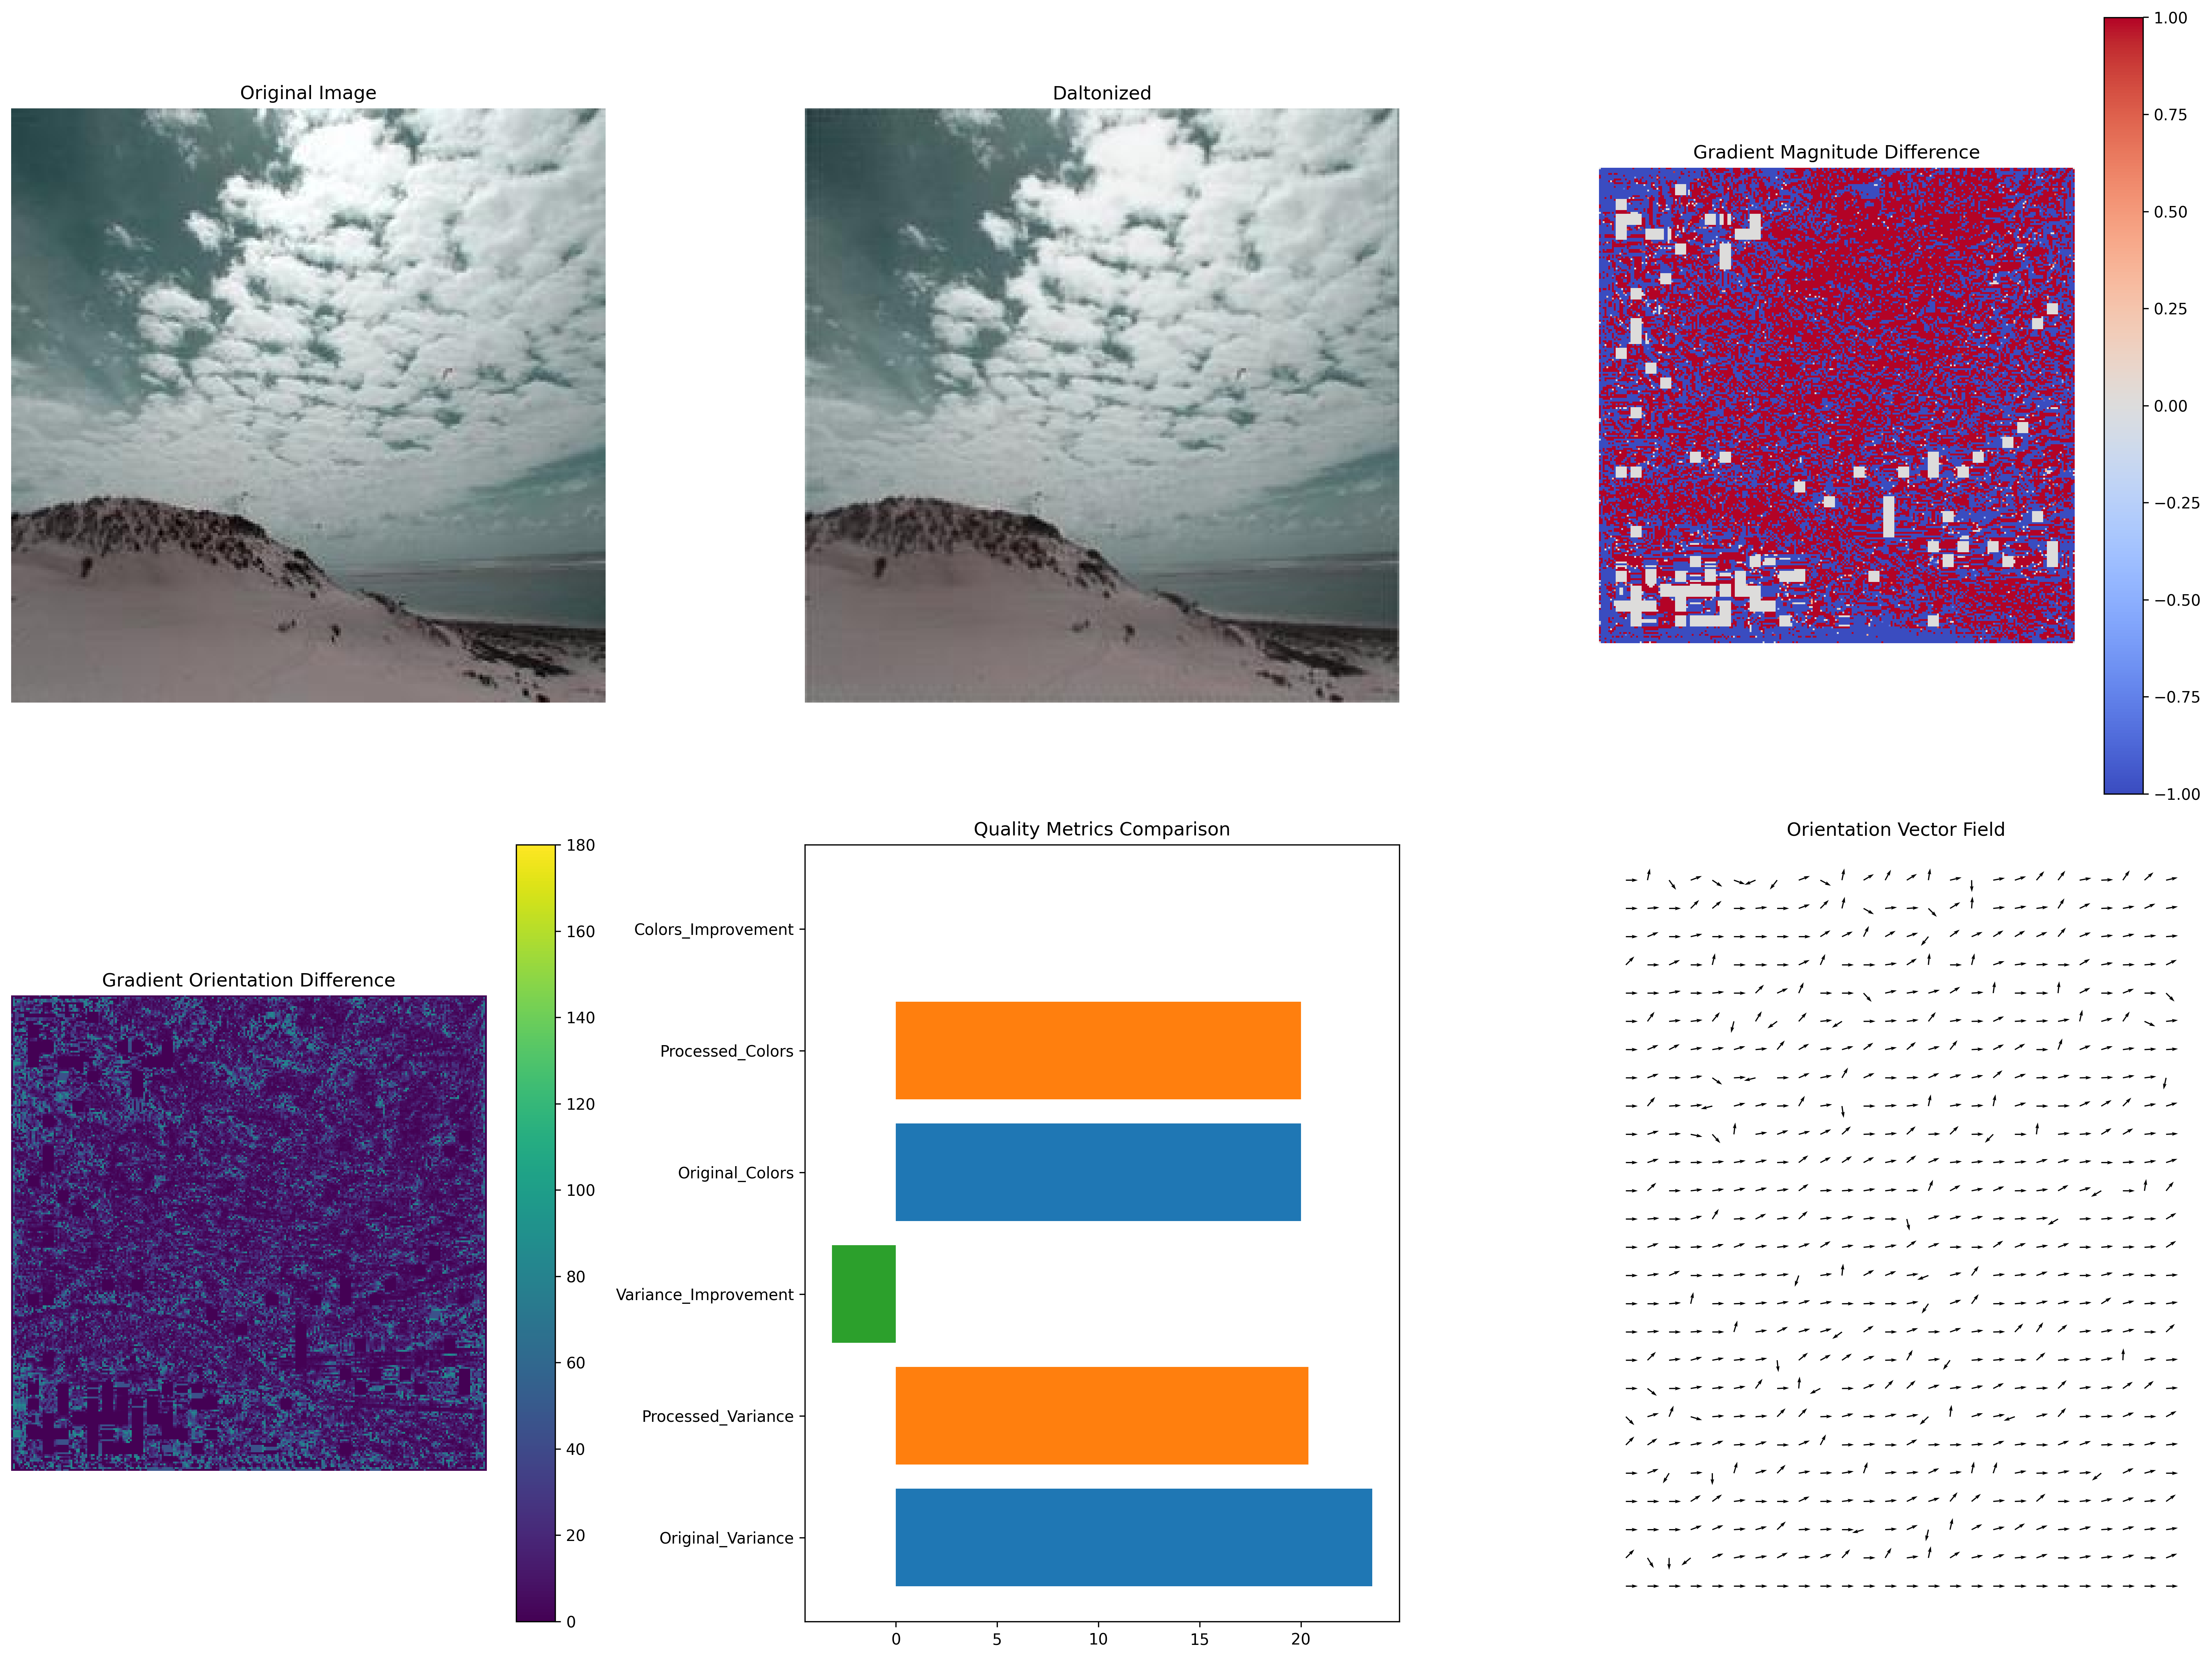 Original Image
Daltonized
Gradient Magnitude Difference
1.00
0.75
0.50
0.25
0.00
−0.25
−0.50
−0.75
−1.00
Gradient Orientation Difference
180
160
140
120
100
80
60
40
20
0
Quality Metrics Comparison
Colors_Improvement
Processed_Colors
Original_Colors
Variance_Improvement
Processed_Variance
Original_Variance
0 5 10 15 20
Orientation Vector Field